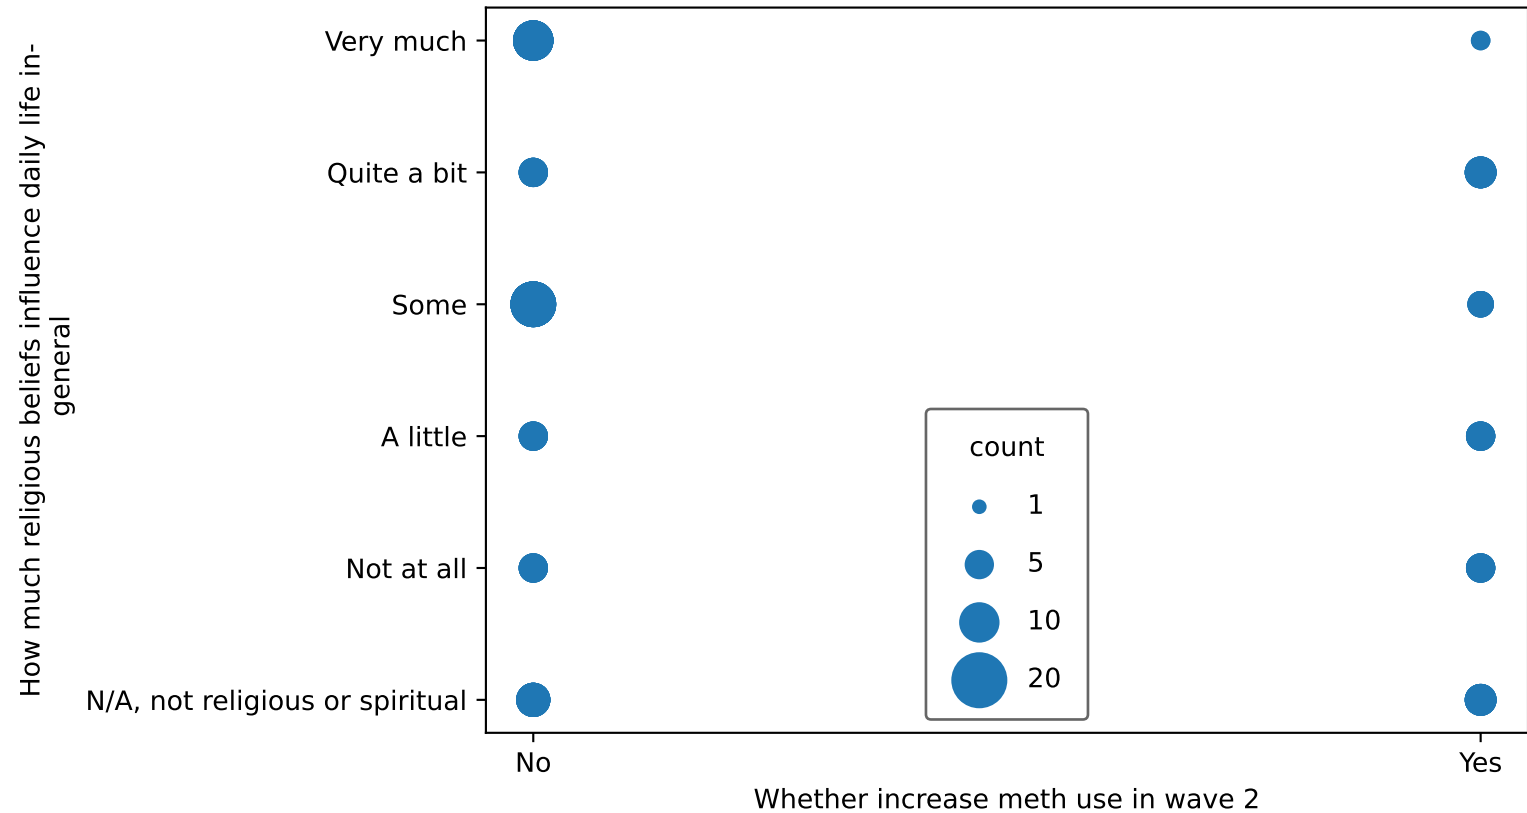 How much religious beliefs influence daily life in-
general
Very much
Quite a bit
Some
A little
Not at all
N/A, not religious or spiritual
count
1
5
10
20
No
Yes
Whether increase meth use in wave 2